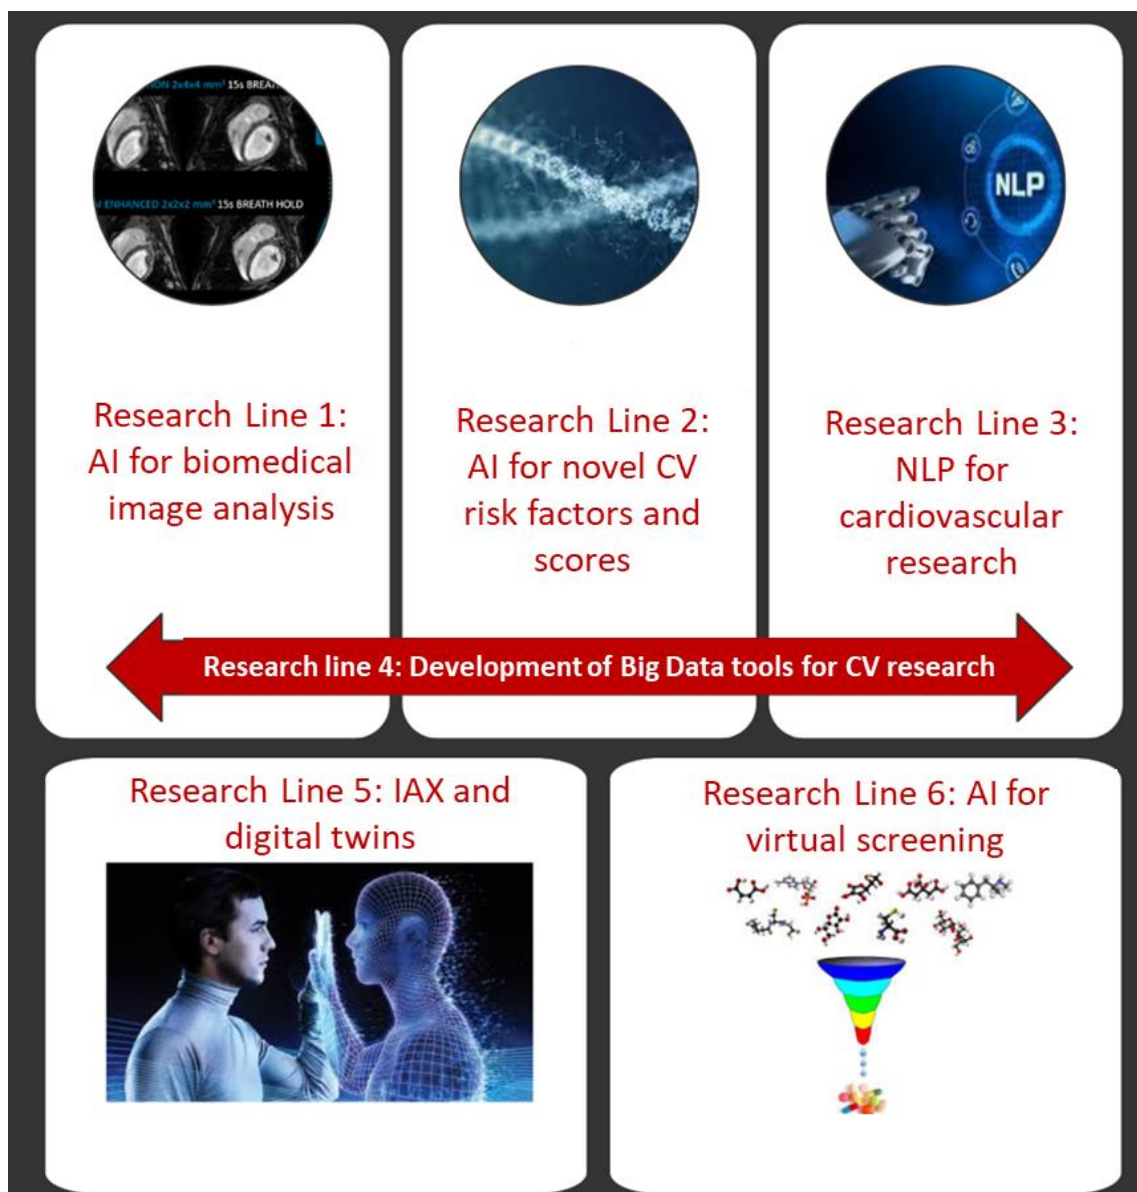 ION 2x4x4 mm³ 15s BREATH
ENHANCED 2x2x2 mm³ 15s BREATH HOLD
NLP
Research Line 1:
AI for biomedical
image analysis
Research Line 2:
AI for novel CV
risk factors and
scores
Research Line 3:
NLP for
cardiovascular
research
Research line 4: Development of Big Data tools for CV research
Research Line 5: IAX and
digital twins
Research Line 6: AI for
virtual screening